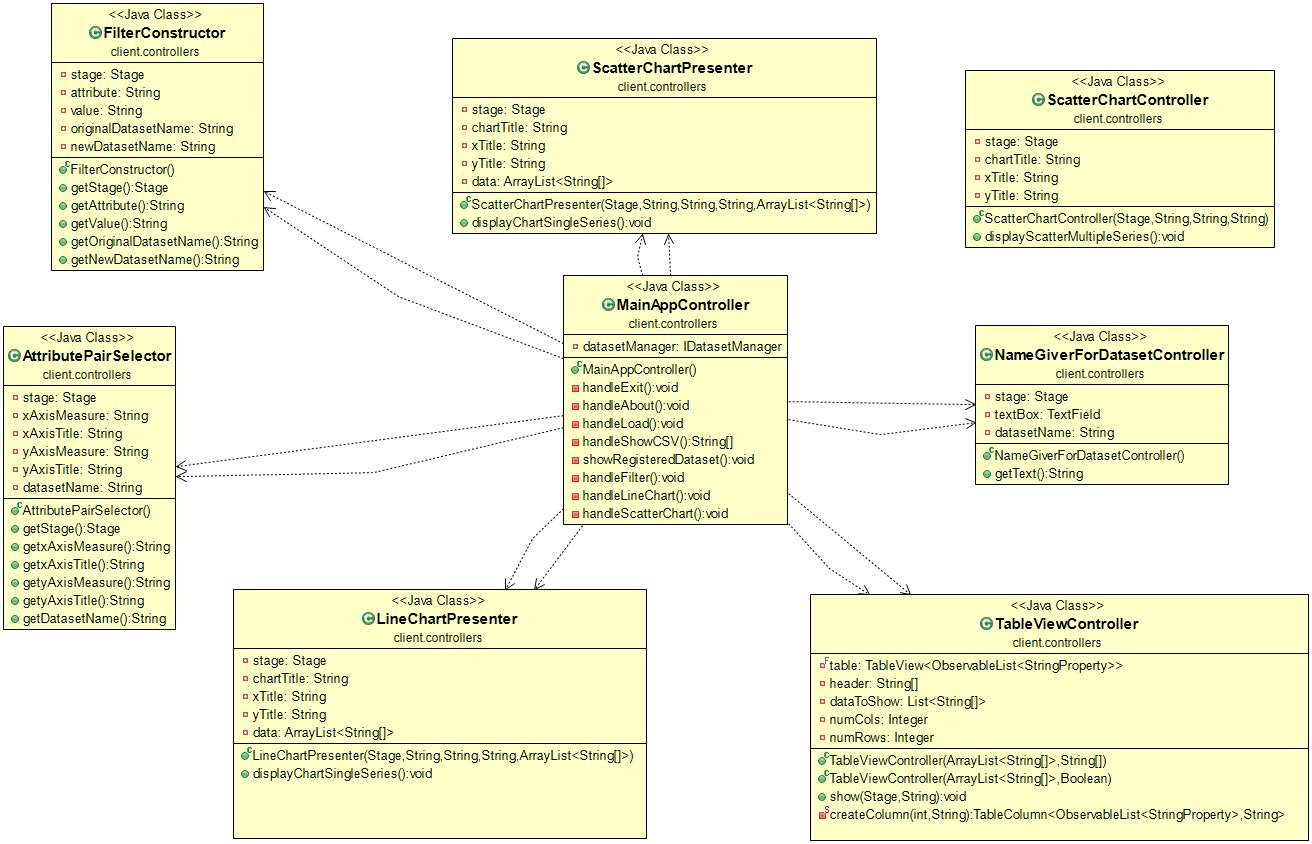 <<Java Class>>
FilterConstructor
client.controllers
stage: Stage
attribute: String
value: String
originalDatasetName: String
newDatasetName: String
FilterConstructor()
getStage():Stage
getAttribute():String
getValue():String
getOriginalDatasetName():String
getNewDatasetName():String
<<Java Class>>
ScatterChartPresenter
client.controllers
stage: Stage
chartTitle: String
xTitle: String
yTitle: String
data: ArrayList<String[]>
ScatterChartPresenter(Stage,String,String,String,ArrayList<String[]>)
displayChartSingleSeries():void
<<Java Class>>
ScatterChartController
client.controllers
stage: Stage
chartTitle: String
xTitle: String
yTitle: String
ScatterChartController(Stage,String,String,String)
displayScatterMultipleSeries():void
<<Java Class>>
MainAppController
client.controllers
datasetManager: IDatasetManager
MainAppController()
handleExit():void
handleAbout():void
handleLoad():void
handleShowCSV():String[]
showRegisteredDataset():void
handleFilter():void
handleLineChart():void
handleScatterChart():void
<<Java Class>>
AttributePairSelector
client.controllers
stage: Stage
xAxisMeasure: String
xAxisTitle: String
yAxisMeasure: String
yAxisTitle: String
datasetName: String
AttributePairSelector()
getStage():Stage
getxAxisMeasure():String
getxAxisTitle():String
getyAxisMeasure():String
getyAxisTitle():String
getDatasetName():String
<<Java Class>>
NameGiverForDatasetController
client.controllers
stage: Stage
textBox: TextField
datasetName: String
NameGiverForDatasetController()
getText():String
<<Java Class>>
LineChartPresenter
client.controllers
stage: Stage
chartTitle: String
xTitle: String
yTitle: String
data: ArrayList<String[]>
LineChartPresenter(Stage,String,String,String,ArrayList<String[]>)
displayChartSingleSeries():void
<<Java Class>>
TableViewController
client.controllers
table: TableView<ObservableList<StringProperty>>
header: String[]
dataToShow: List<String[]>
numCols: Integer
numRows: Integer
TableViewController(ArrayList<String[]>,String[])
TableViewController(ArrayList<String[]>,Boolean)
show(Stage,String):void
createColumn(int,String):TableColumn<ObservableList<StringProperty>,String>